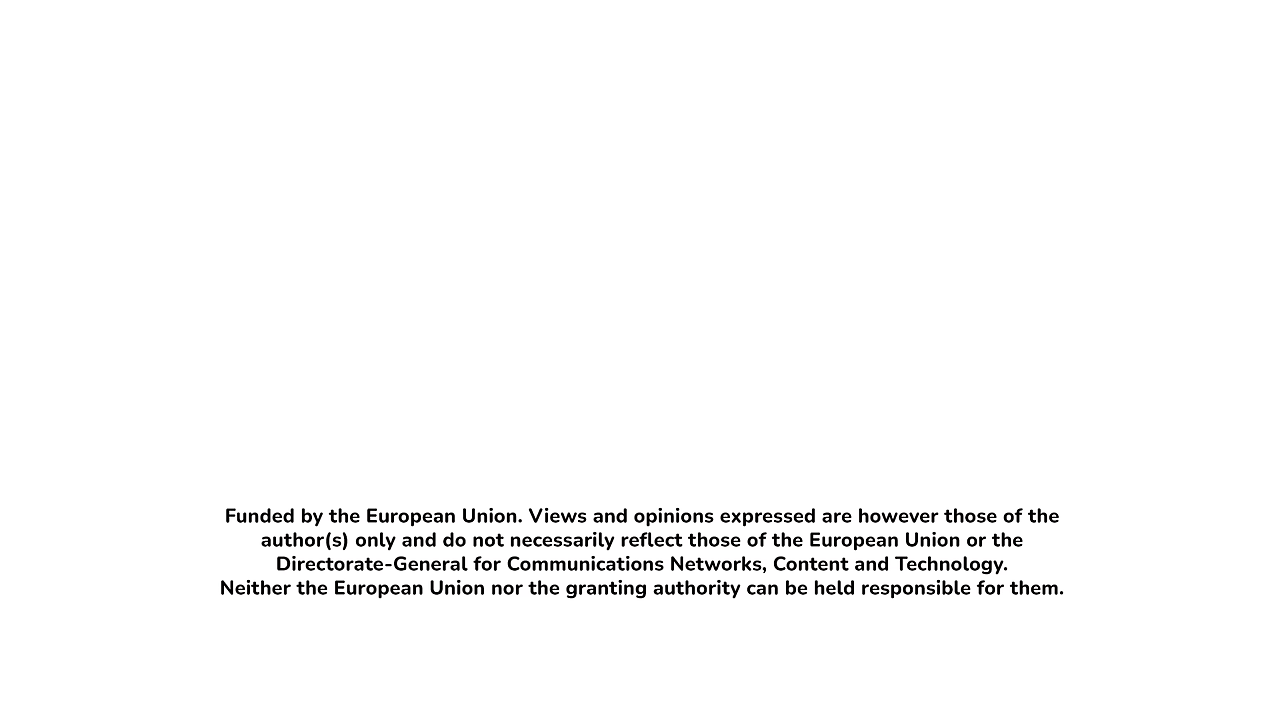 Funded by the European Union. Views and opinions expressed are however those of the
author(s) only and do not necessarily reflect those of the European Union or the
Directorate-General for Communications Networks, Content and Technology.
Neither the European Union nor the granting authority can be held responsible for them.